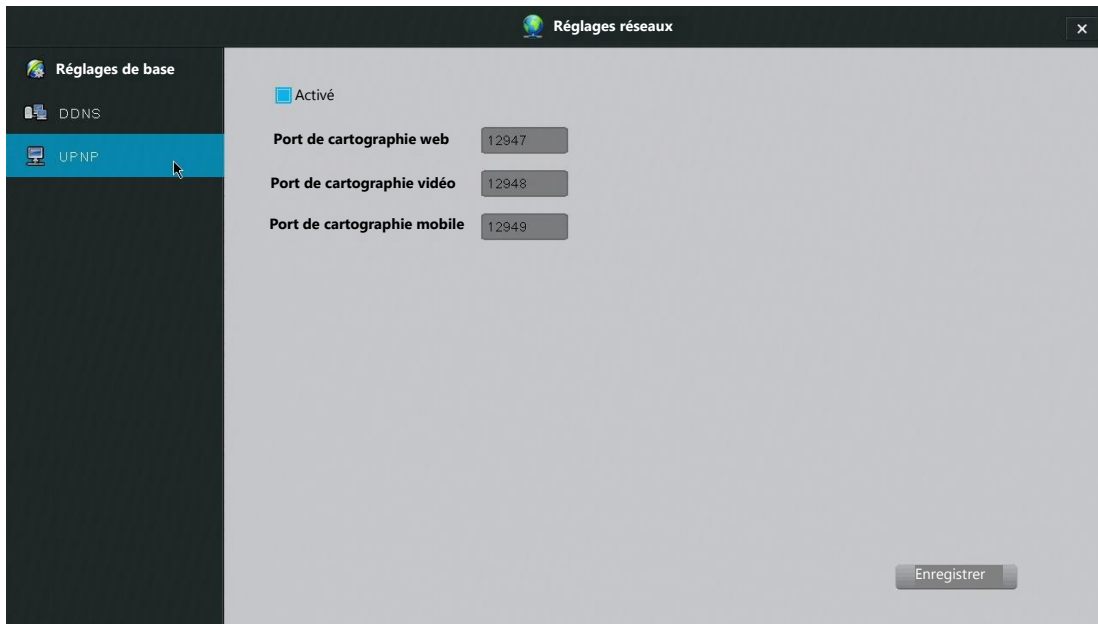 Réglages réseaux
Réglages de base
DDNS
UPNP
Activé
Port de cartographie web 12947
Port de cartographie vidéo 12948
Port de cartographie mobile 12949
Enregistrer